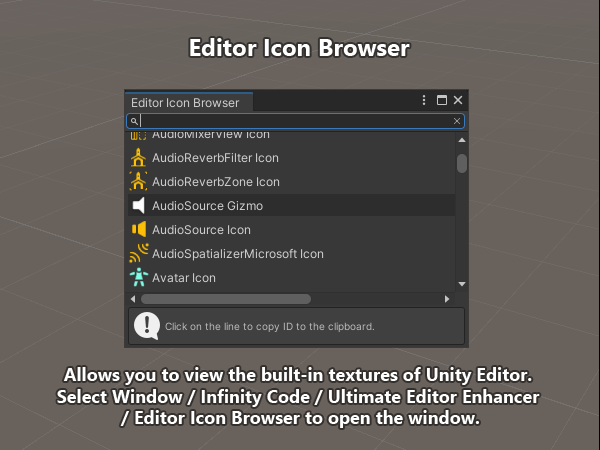 Editor Icon Browser
Editor Icon Browser
AudioMixerView Icon
AudioReverbFilter Icon
AudioReverbZone Icon
AudioSource Gizmo
AudioSource Icon
AudioSpatializerMicrosoft Icon
Avatar Icon
Click on the line to copy ID to the clipboard.
Allows you to view the built-in textures of Unity Editor.
Select Window / Infinity Code / Ultimate Editor Enhancer
/ Editor Icon Browser to open the window.